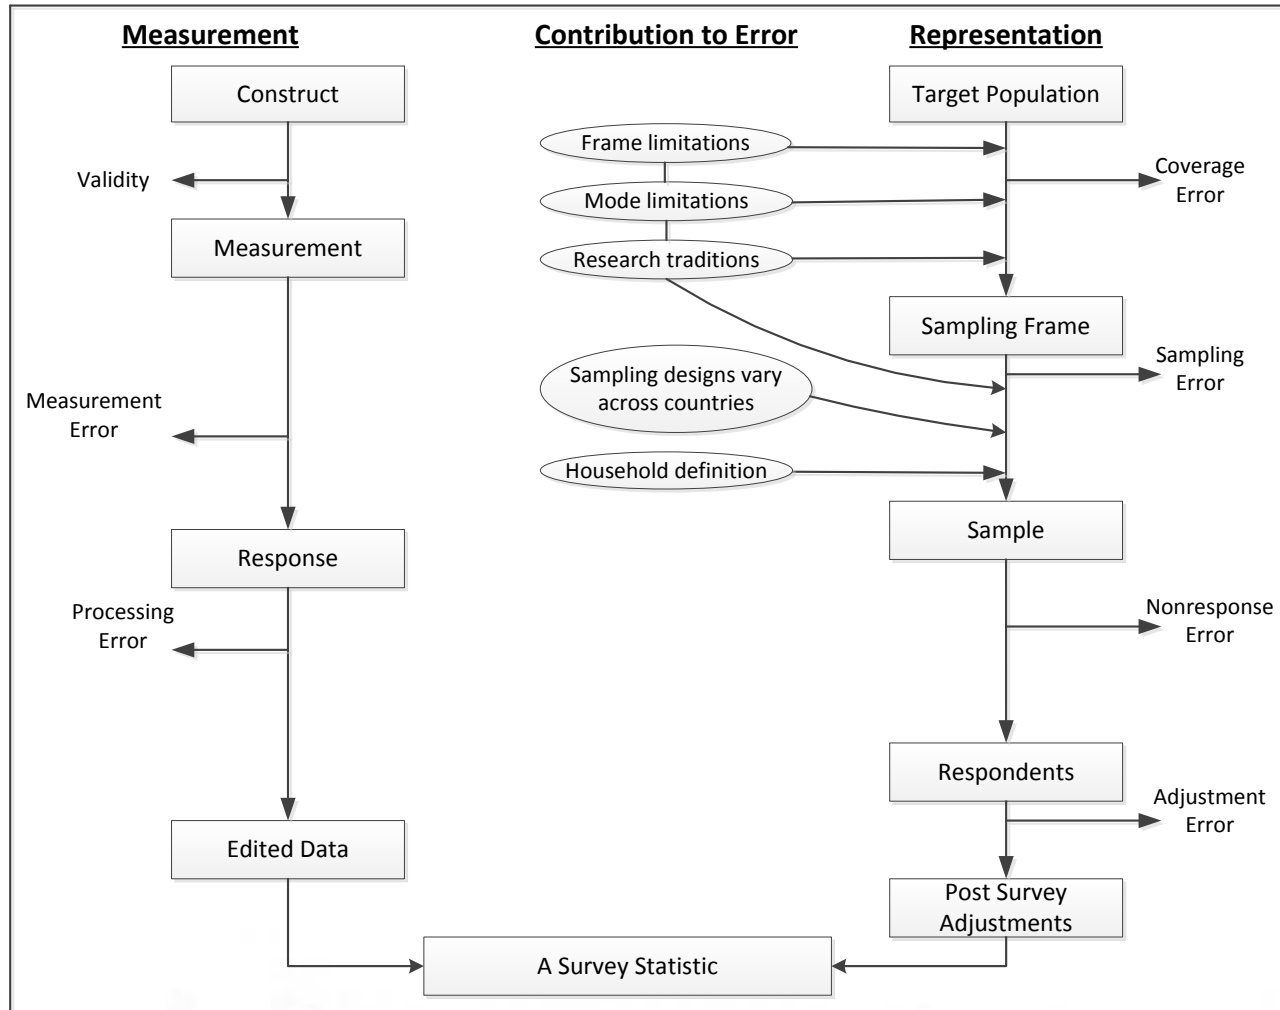 Measurement
Contribution to Error
Representation
Construct
Target Population
Frame limitations
Validity
Coverage
Error
Mode limitations
Measurement
Research traditions
Sampling Frame
Sampling
Error
Sampling designs vary
across countries
Measurement
Error
Household definition
Sample
Response
Processing
Error
Nonresponse
Error
Respondents
Adjustment
Error
Edited Data
Post Survey
Adjustments
A Survey Statistic